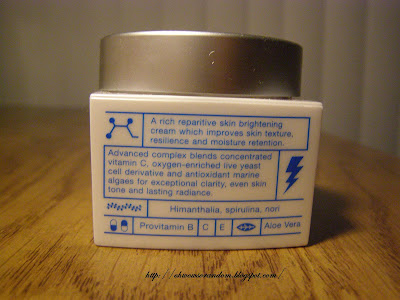 A rich reparitive skin brightening
cream which improves skin texture,
resilience and moisture retention.
Advanced complex blends concentrated
vitamin C, oxygen-enriched live yeast
cell derivative and antioxidant marine
algaes for exceptional clarity, even skin
tone and lasting radiance.
Himanthalia, spirulina, nori
Provitamin B C E Aloe Vera
http://ohwowsorandom.blogspot.com/